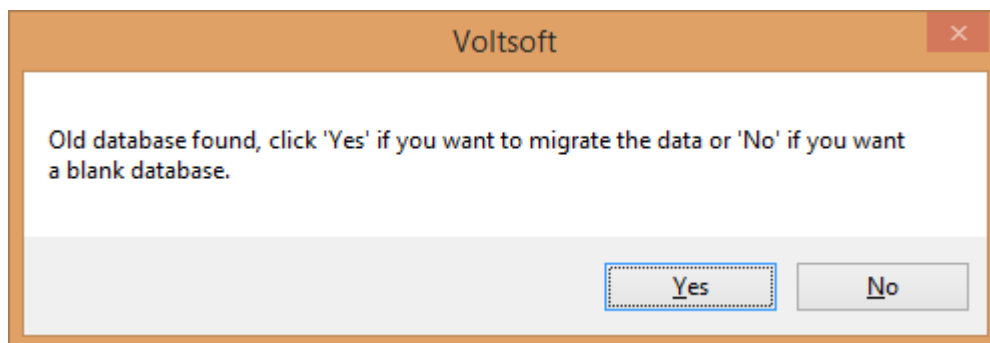 Voltsoft
Old database found, click 'Yes' if you want to migrate the data or 'No' if you want
a blank database.
Yes
No